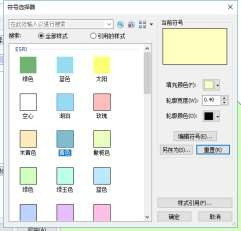 符号选择器
在此处输入以进行搜索
搜索: 全部样式 引用的样式
ESRI
绿色 蓝色 太阳
空心 湖泊 玫瑰
米黄色 橄榄色
绿色 绿玉色 蓝色
当前符号
填充颜色(F):
轮廓宽度(W): 0.40
轮廓颜色(O):
编辑符号(E)...
另存为(D)... 重置(R)
样式引用(F)...
确定 取消